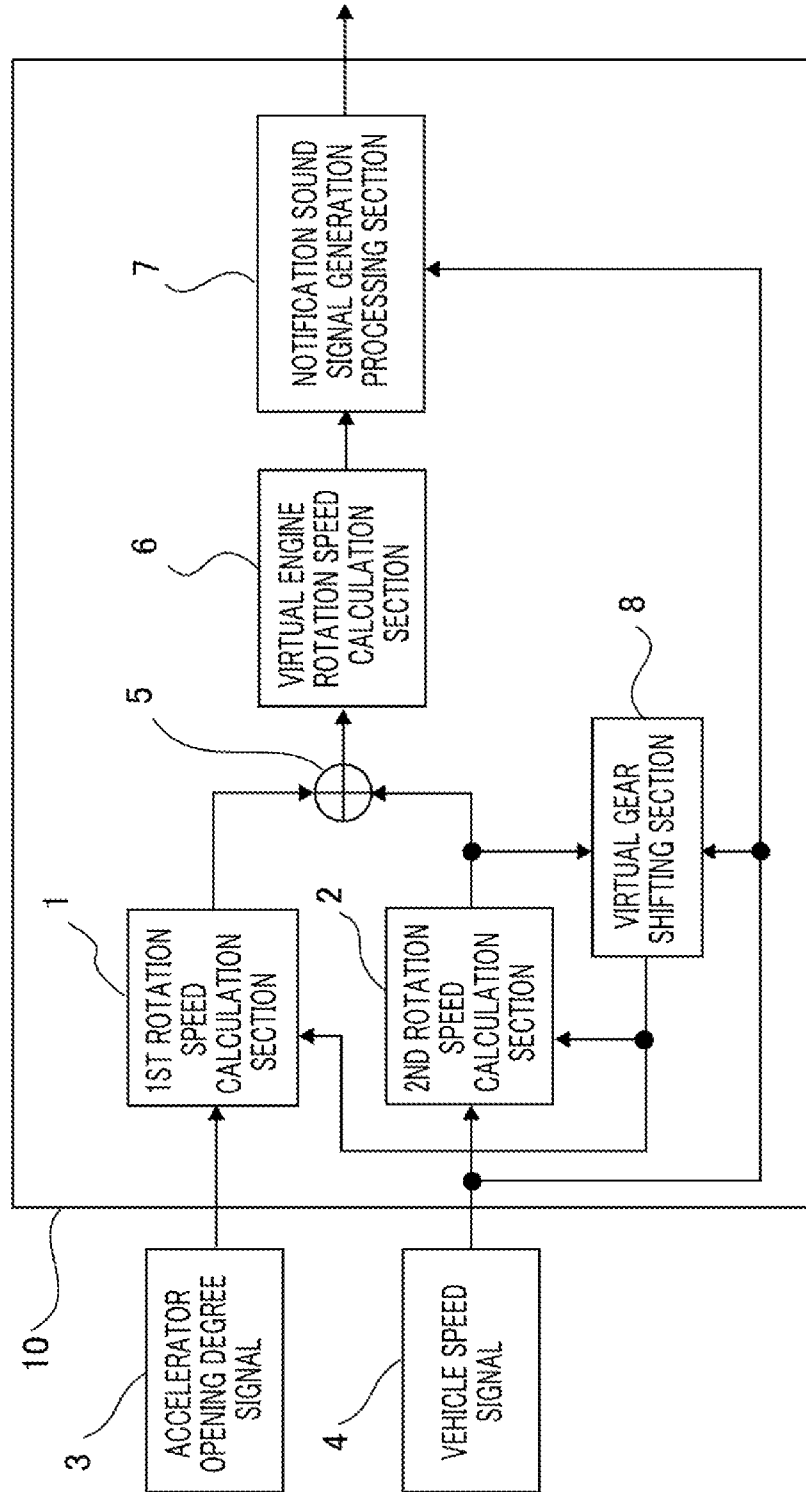 10
3
ACCELERATOR
OPENING DEGREE
SIGNAL
4
VEHICLE SPEED
SIGNAL
1
1ST ROTATION
SPEED
CALCULATION
SECTION
2
2ND ROTATION
SPEED
CALCULATION
SECTION
5
6
VIRTUAL ENGINE
ROTATION SPEED
CALCULATION
SECTION
8
VIRTUAL GEAR
SHIFTING SECTION
7
NOTIFICATION SOUND
SIGNAL GENERATION
PROCESSING SECTION